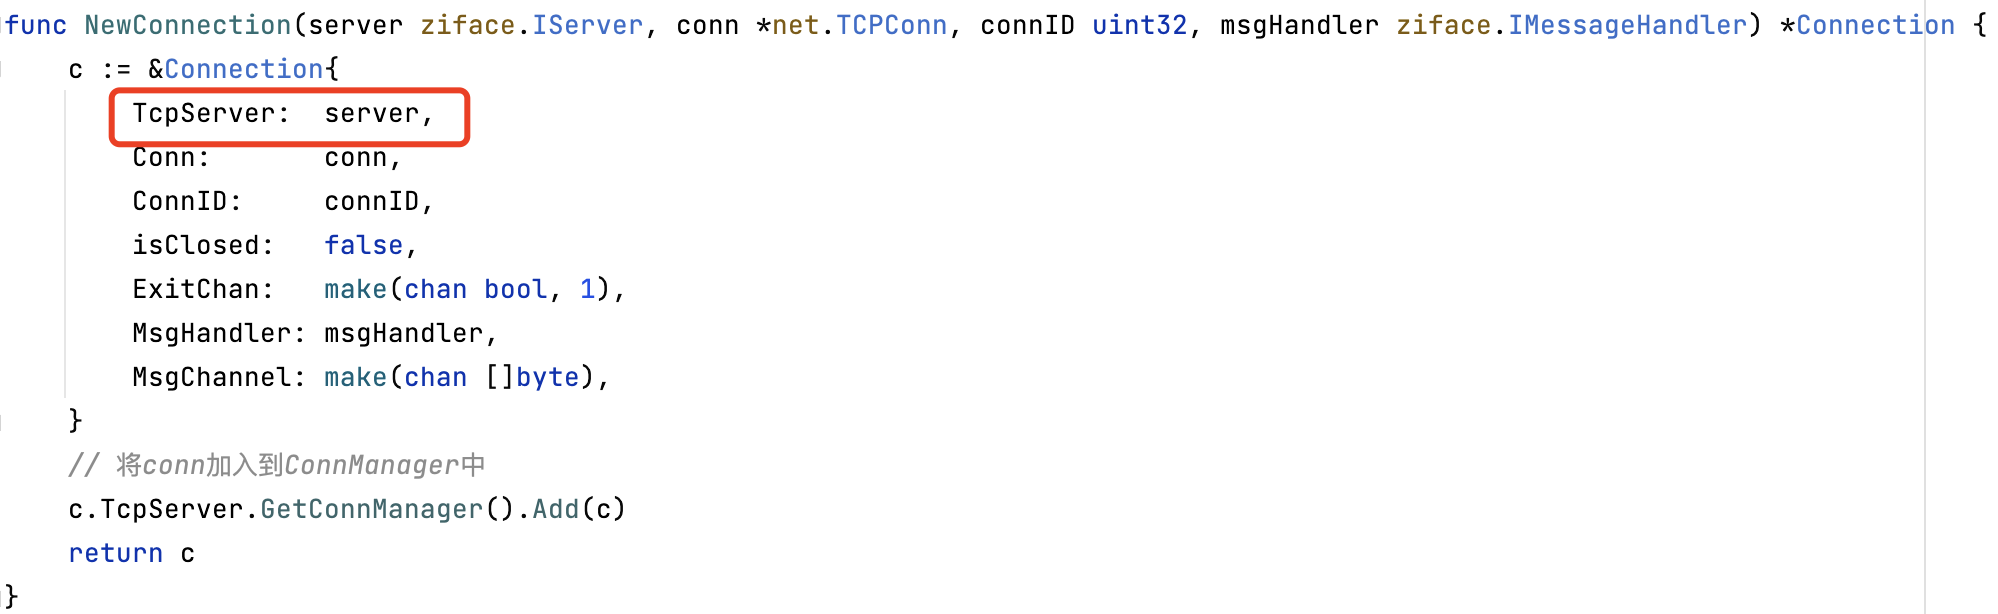 func NewConnection(server ziface.IServer, conn *net.TCPConn, connID uint32, msgHandler ziface.IMessageHandler) *Connection {
    c := &Connection{
        TcpServer:  server,
        Conn:       conn,
        ConnID:     connID,
        isClosed:   false,
        ExitChan:   make(chan bool, 1),
        MsgHandler: msgHandler,
        MsgChannel: make(chan []byte),
    }
    // 将conn加入到ConnManager中
    c.TcpServer.GetConnManager().Add(c)
    return c
}